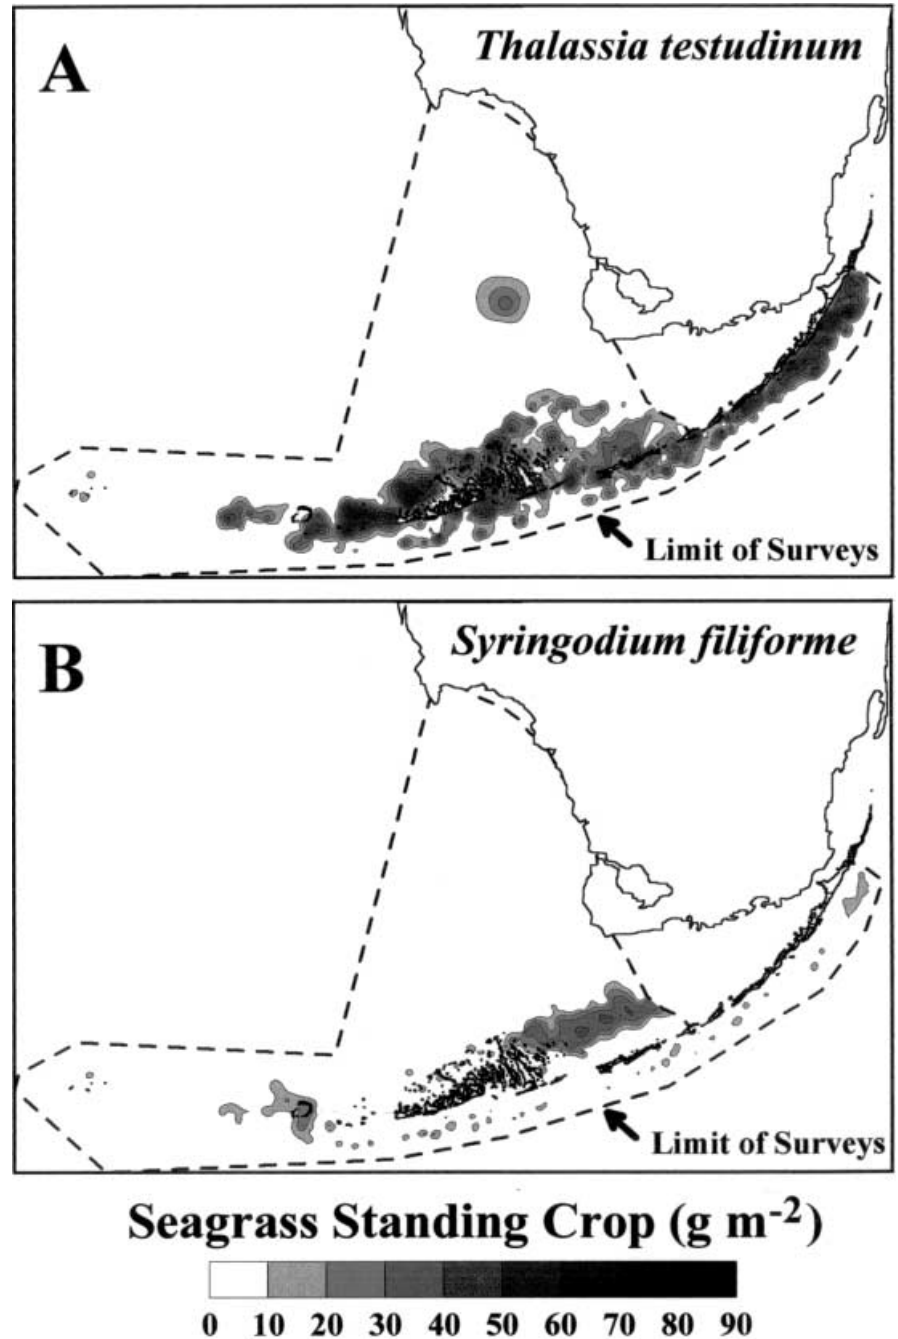 A
Thalassia testudinum
Limit of Surveys
B
Syringodium filiforme
Limit of Surveys
Seagrass Standing Crop (g m-2)
0 10 20 30 40 50 60 70 80 90